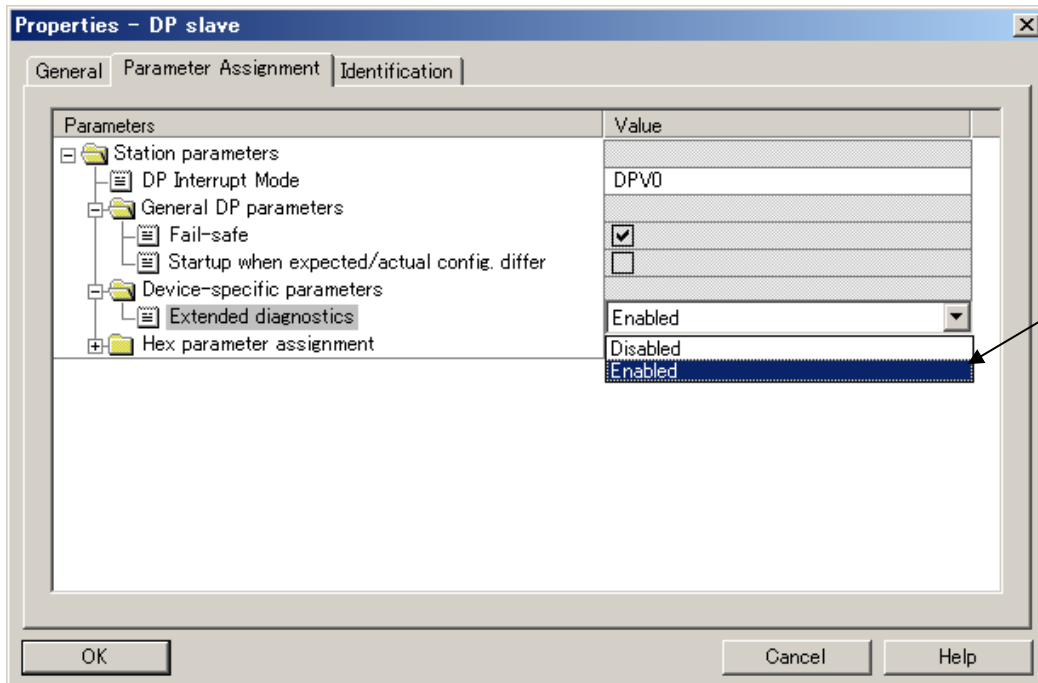 Properties - DP slave
General Parameter Assignment Identification
Parameters Value
Station parameters
DP Interrupt Mode DPV0
General DP parameters
Fail-safe
Startup when expected/actual config. differ
Device-specific parameters
Extended diagnostics Enabled
Hex parameter assignment Disabled
Enabled
OK Cancel Help